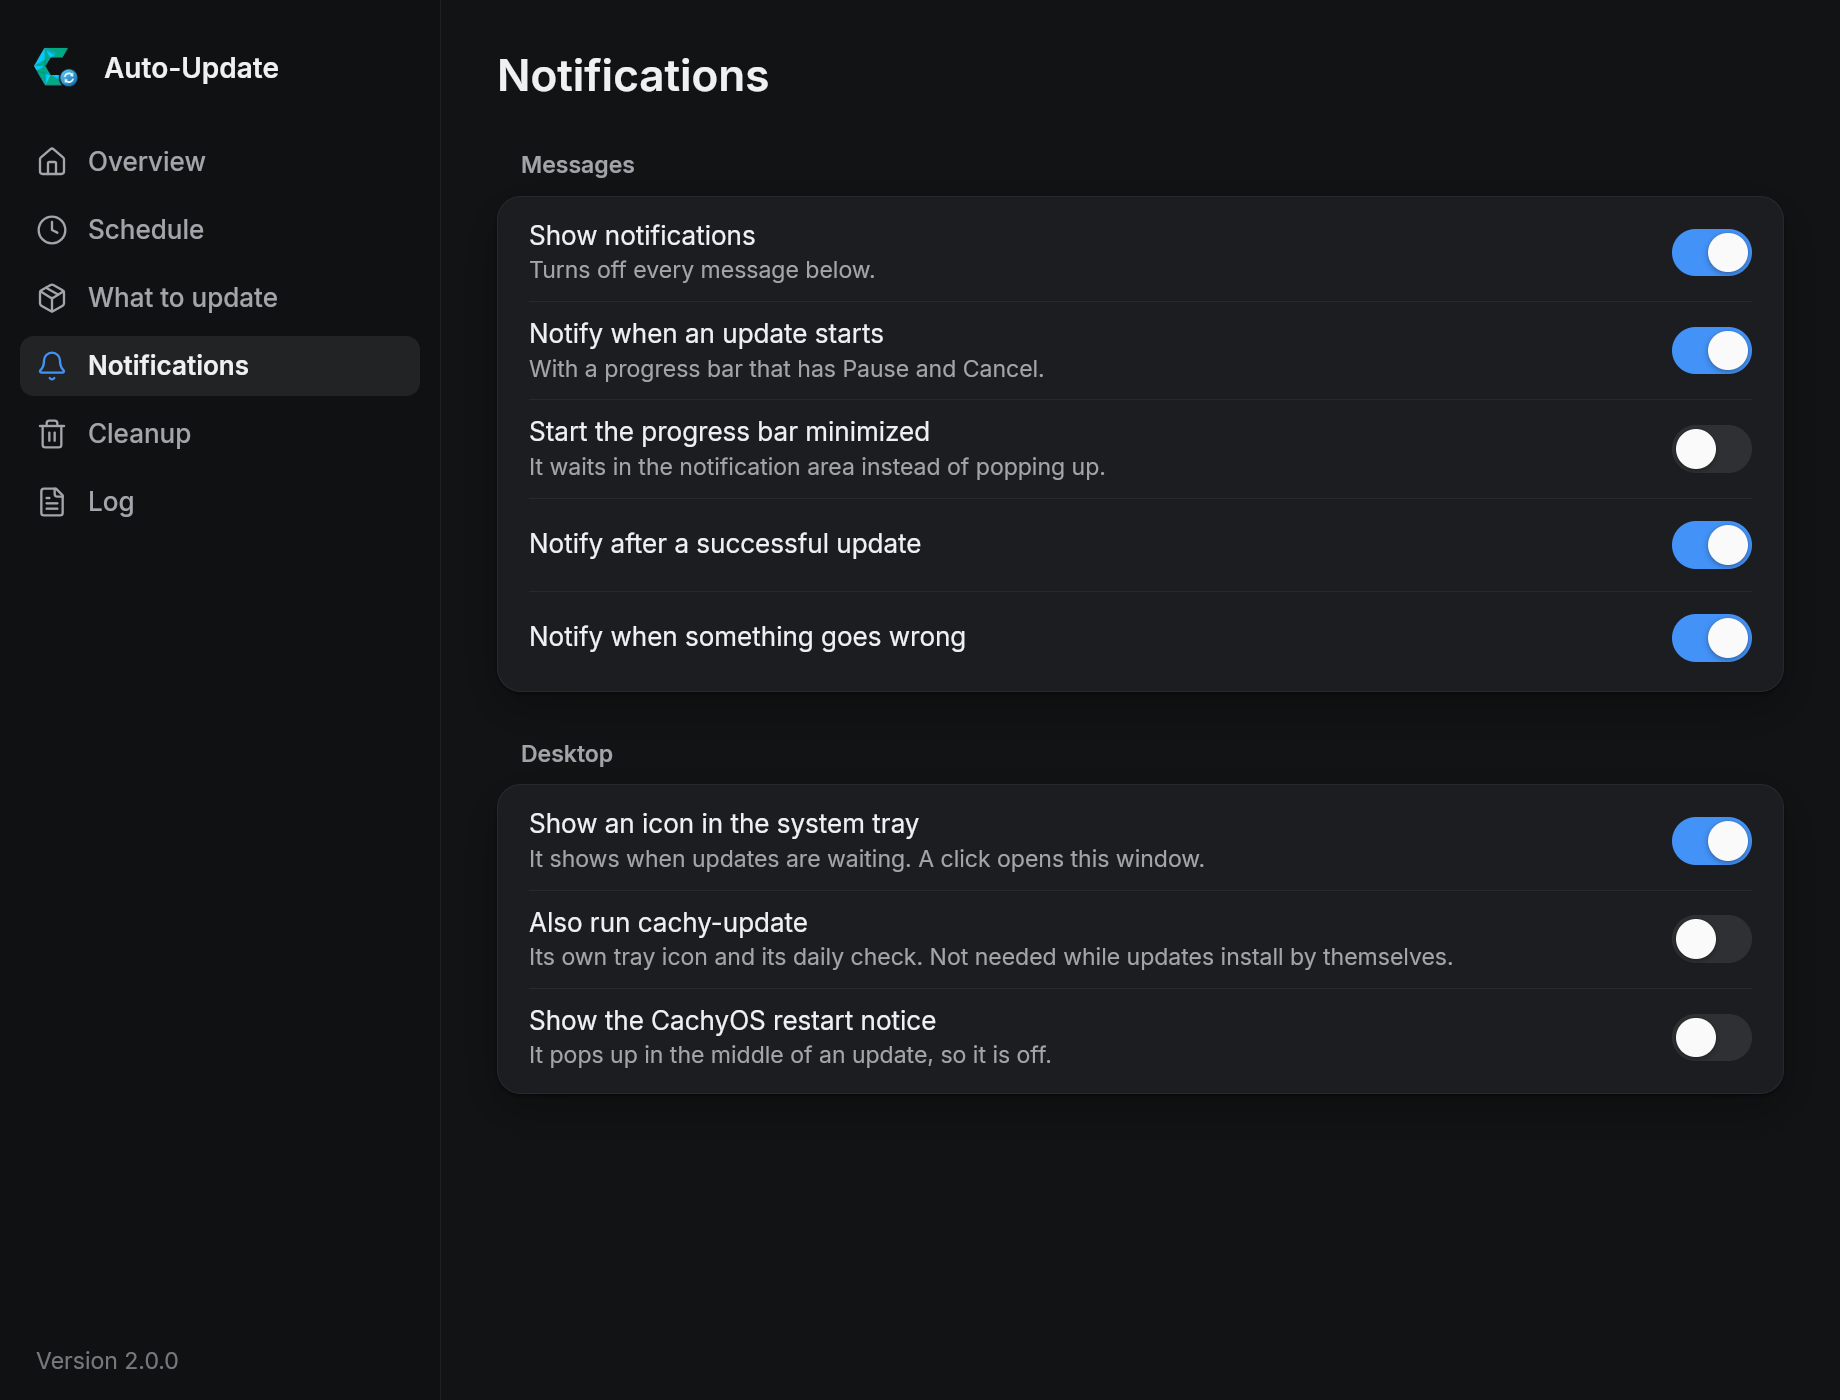 Auto-Update
Overview
Schedule
What to update
Notifications
Cleanup
Log
Version 2.0.0
Notifications
Messages
Show notifications
Turns off every message below.
Notify when an update starts
With a progress bar that has Pause and Cancel.
Start the progress bar minimized
It waits in the notification area instead of popping up.
Notify after a successful update
Notify when something goes wrong
Desktop
Show an icon in the system tray
It shows when updates are waiting. A click opens this window.
Also run cachy-update
Its own tray icon and its daily check. Not needed while updates install by themselves.
Show the CachyOS restart notice
It pops up in the middle of an update, so it is off.